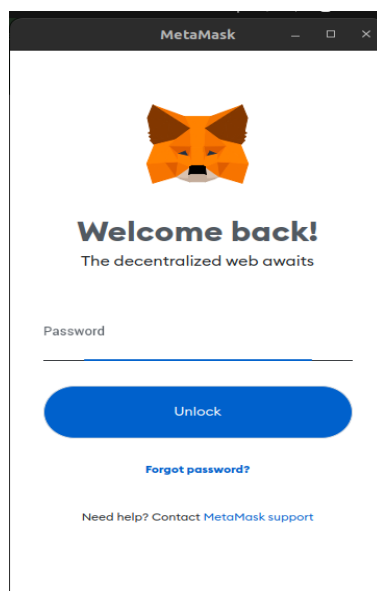 MetaMask
Welcome back!
The decentralized web awaits
Password
Unlock
Forgot password?
Need help? Contact MetaMask support